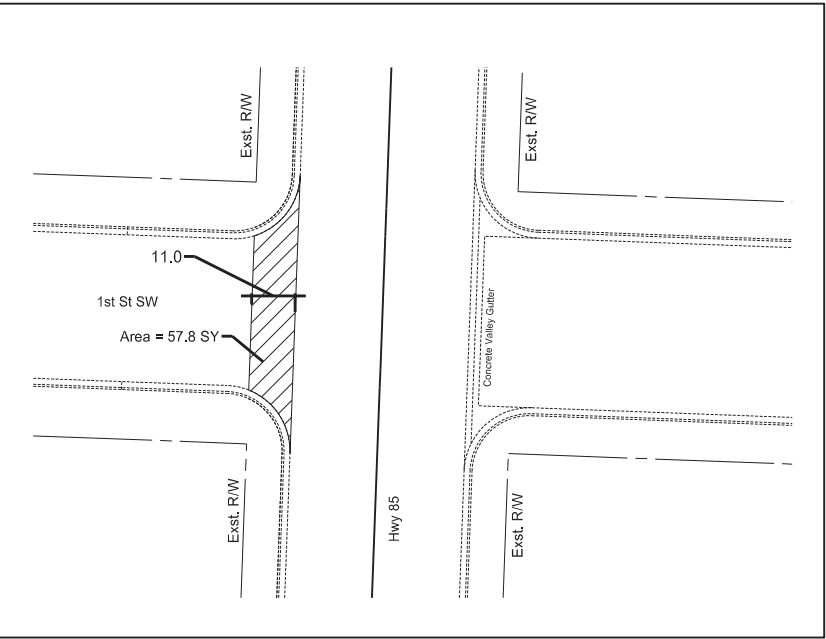 Exst. R/W
Exst. R/W
11.0
1st St SW
Area = 57.8 SY
Concrete Valley Gutter
Exst. R/W
Hwy 85
Exst. R/W